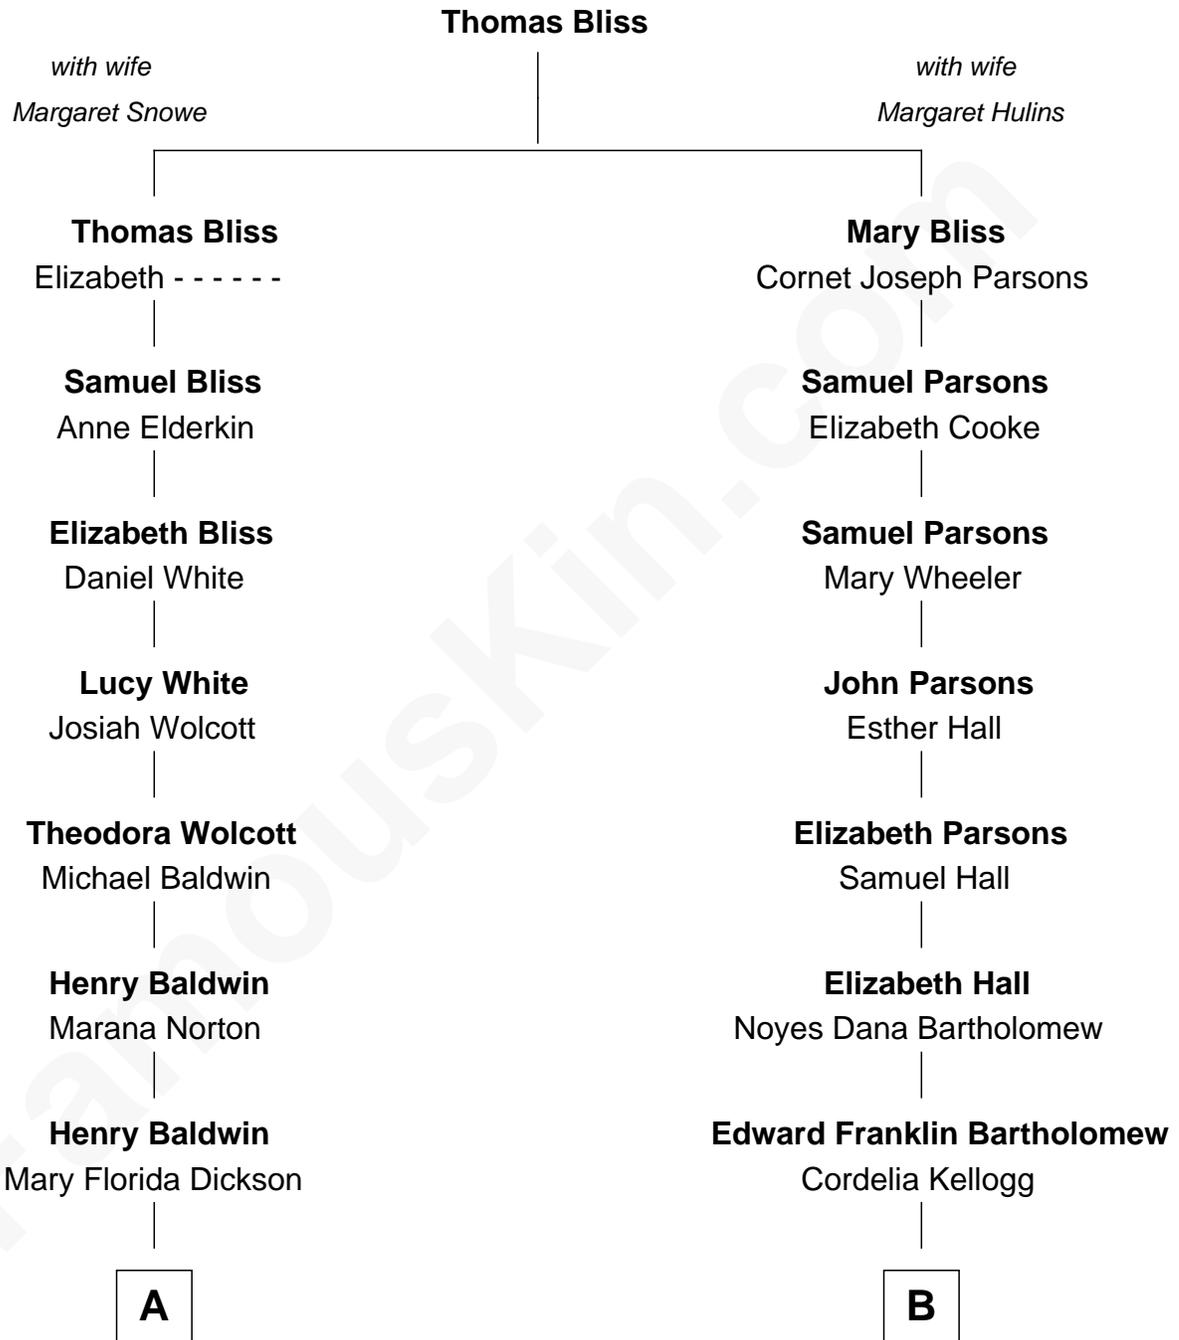 Thomas Bliss
with wife
Margaret Snowe
with wife
Margaret Hulins
Thomas Bliss
Elizabeth - - - - - -
Mary Bliss
Cornet Joseph Parsons
Samuel Bliss
Anne Elderkin
Samuel Parsons
Elizabeth Cooke
Elizabeth Bliss
Daniel White
Samuel Parsons
Mary Wheeler
Lucy White
Josiah Wolcott
John Parsons
Esther Hall
Theodora Wolcott
Michael Baldwin
Elizabeth Parsons
Samuel Hall
Henry Baldwin
Marana Norton
Elizabeth Hall
Noyes Dana Bartholomew
Henry Baldwin
Mary Florida Dickson
Edward Franklin Bartholomew
Cordelia Kellogg
A
B
FamousKin.com